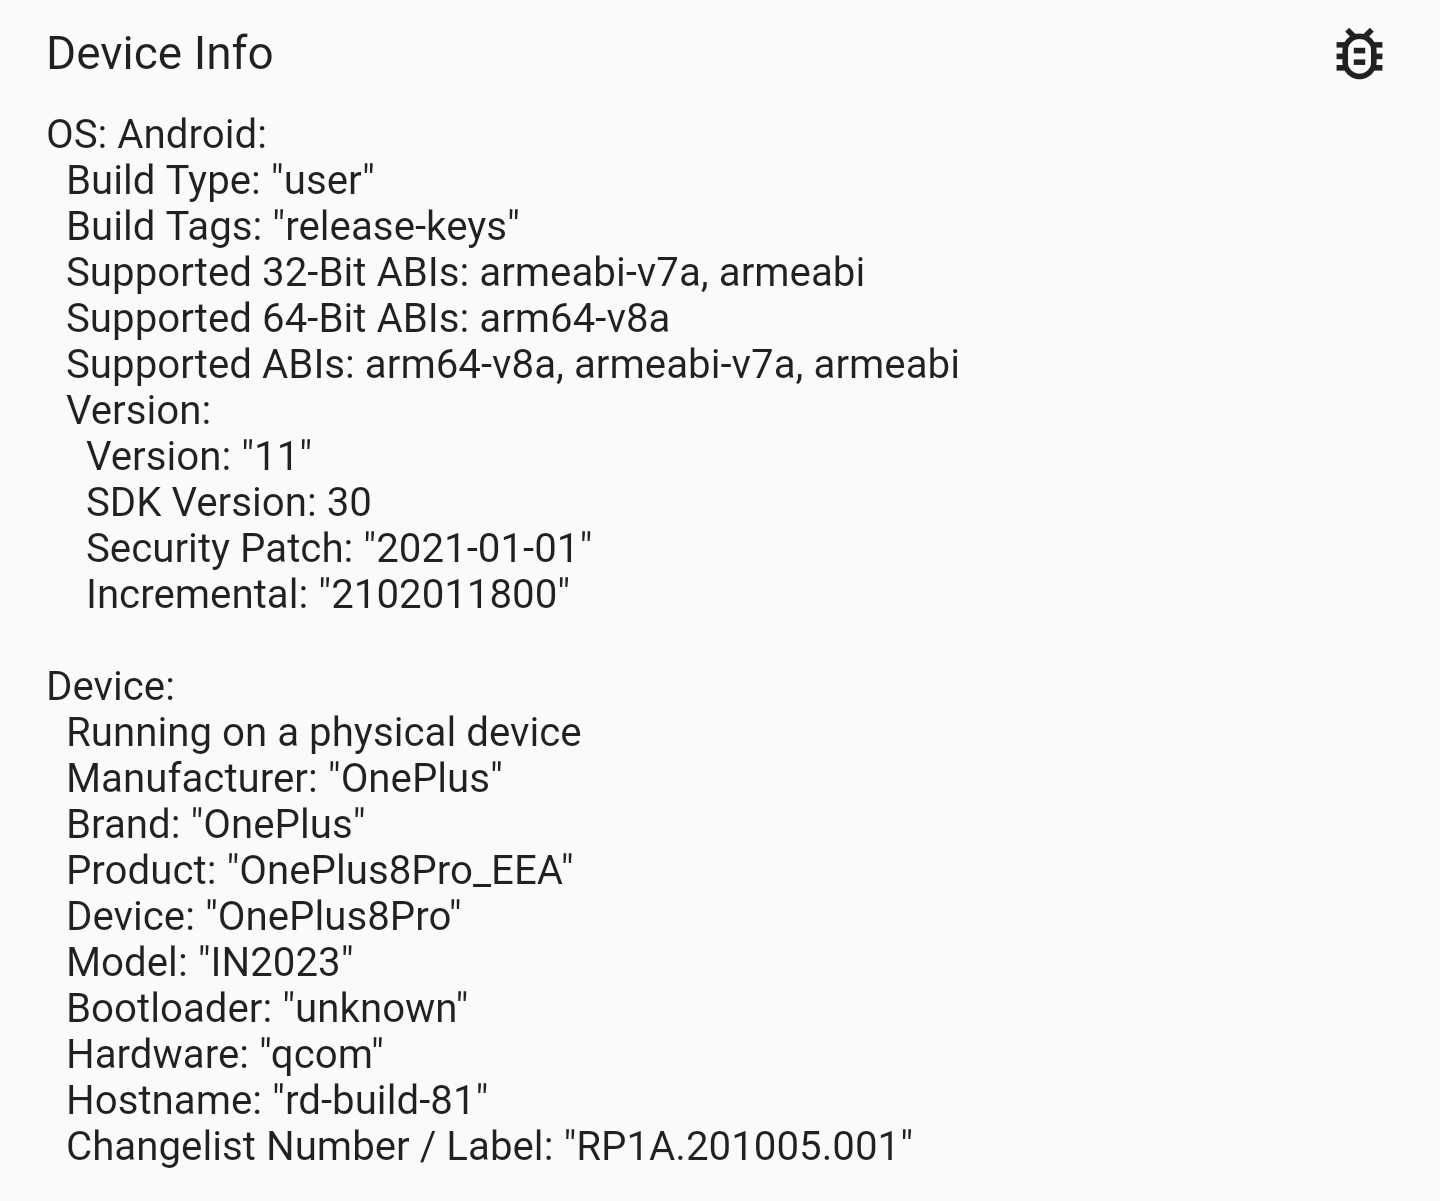 Device Info
OS: Android:
Build Type: "user"
Build Tags: "release-keys"
Supported 32-Bit ABIs: armeabi-v7a, armeabi
Supported 64-Bit ABIs: arm64-v8a
Supported ABIs: arm64-v8a, armeabi-v7a, armeabi
Version:
Version: "11"
SDK Version: 30
Security Patch: "2021-01-01"
Incremental: "2102011800"
Device:
Running on a physical device
Manufacturer: "OnePlus"
Brand: "OnePlus"
Product: "OnePlus8Pro_EEA"
Device: "OnePlus8Pro"
Model: "IN2023"
Bootloader: "unknown"
Hardware: "qcom"
Hostname: "rd-build-81"
Changelist Number / Label: "RP1A.201005.001"